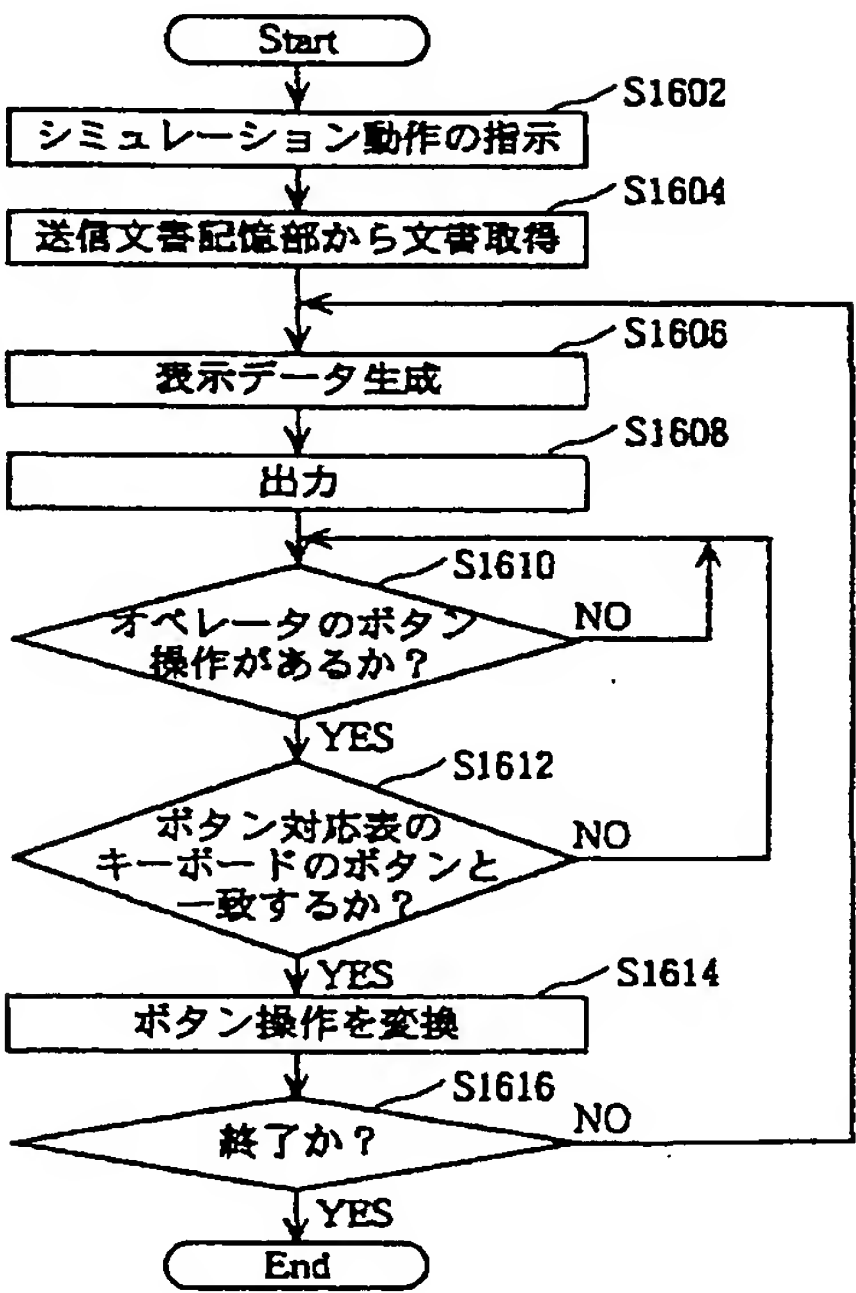 Start
S1602
シミュレーション動作の指示
S1604
送信文書記憶部から文書取得
S1606
表示データ生成
S1608
出力
S1610
オペレータのボタン
操作があるか？
NO
YES
S1612
ボタン対応表の
キーボードのボタンと
一致するか？
NO
YES
S1614
ボタン操作を変換
S1616
終了か？
NO
YES
End